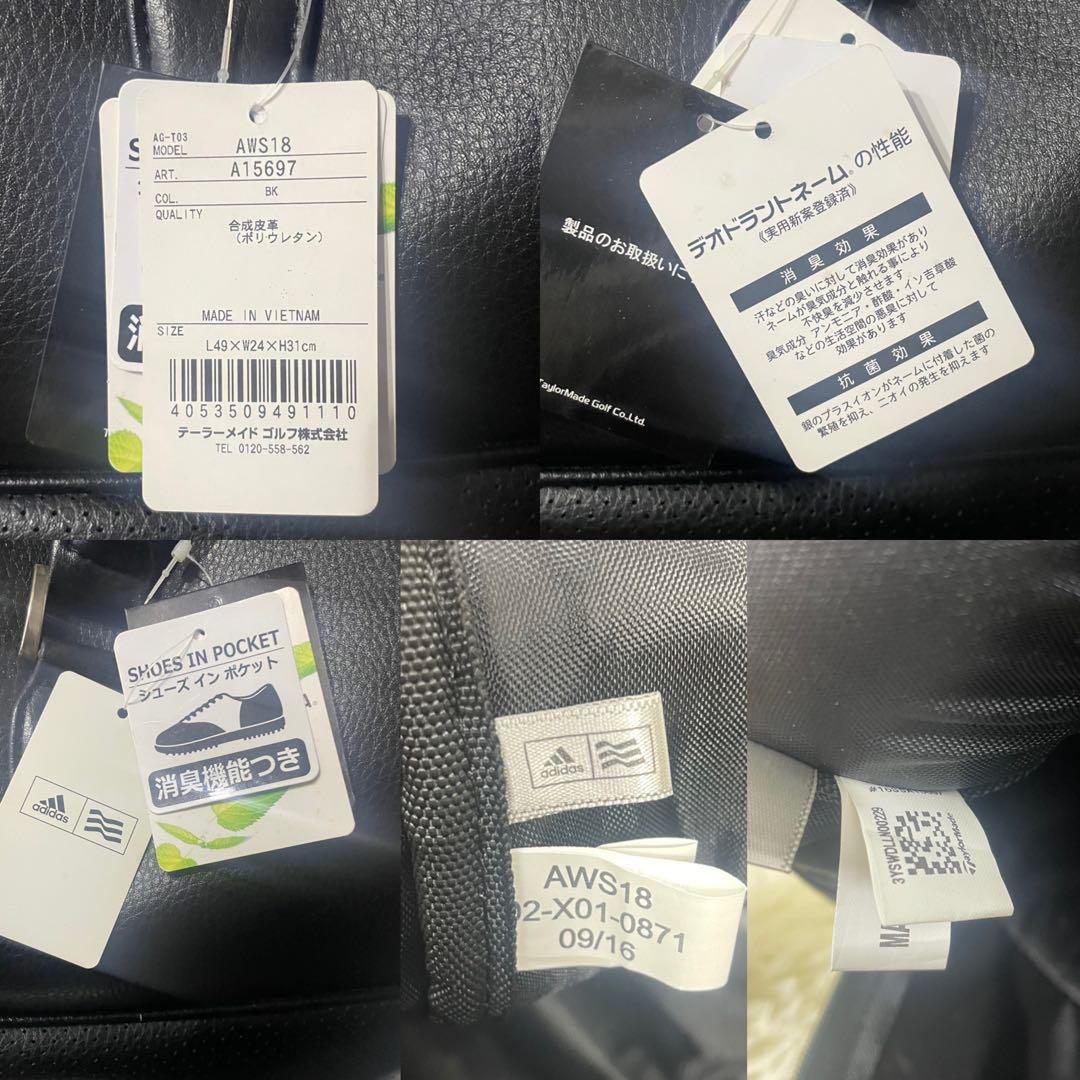 AG-T03
MODEL AWS18
ART. A15697
COL. BK
QUALITY
合成皮革
(ポリウレタン)
MADE IN VIETNAM
SIZE
L49×W24×H31cm
4053509491110
テーラーメイド ゴルフ株式会社
TEL 0120-558-562
製品のお取扱いに
TaylorMade Golf Co.,Ltd.
デオドラントネーム®の性能
《実用新案登録済》
消臭効果
汗などの臭いに対して消臭効果があり
ネームが臭気成分と触れる事により
不快臭を減少させます
臭気成分 アンモニア・酢酸・イソ吉草酸
などの生活空間の悪臭に対して
効果があります
抗菌効果
銀のプラスイオンがネームに付着した菌の
繁殖を抑え、ニオイの発生を抑えます
SHOES IN POCKET
シューズ イン ポケット
消臭機能つき
adidas
adidas
AWS18
02-X01-0871
09/16
3YSWDLLN00229
TaylorMade
MA